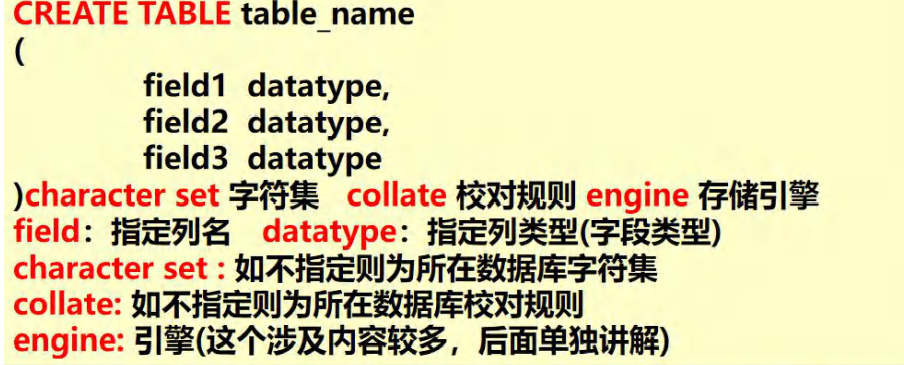 CREATE TABLE table_name
(
field1 datatype,
field2 datatype,
field3 datatype
)character set 字符集 collate 校对规则 engine 存储引擎
field：指定列名 datatype：指定列类型(字段类型)
character set : 如不指定则为所在数据库字符集
collate: 如不指定则为所在数据库校对规则
engine: 引擎(这个涉及内容较多，后面单独讲解)